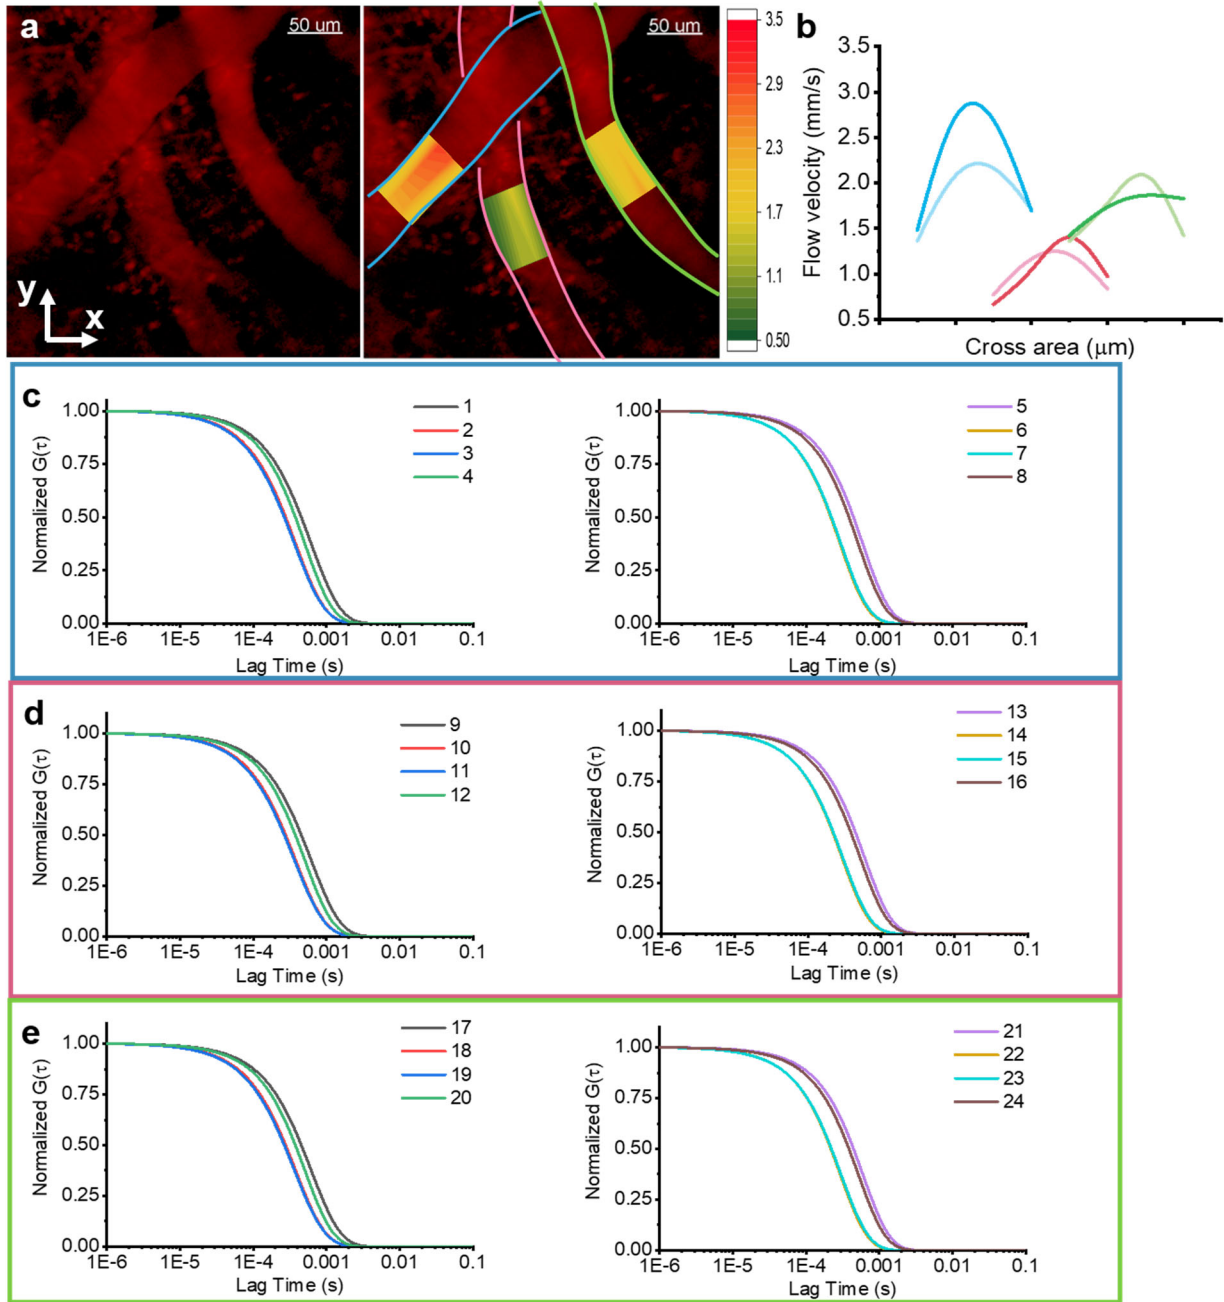 a
50 um
y
x
50 um
3.5
2.9
2.3
1.7
1.1
0.50
b
Flow velocity (mm/s)
3.5
3.0
2.5
2.0
1.5
1.0
0.5
Cross area (μm)
c
Normalized G(τ)
1.00
0.75
0.50
0.25
0.00
1E-6 1E-5 1E-4 0.001 0.01 0.1
Lag Time (s)
1
2
3
4
Normalized G(τ)
1.00
0.75
0.50
0.25
0.00
1E-6 1E-5 1E-4 0.001 0.01 0.1
Lag Time (s)
5
6
7
8
d
Normalized G(τ)
1.00
0.75
0.50
0.25
0.00
1E-6 1E-5 1E-4 0.001 0.01 0.1
Lag Time (s)
9
10
11
12
Normalized G(τ)
1.00
0.75
0.50
0.25
0.00
1E-6 1E-5 1E-4 0.001 0.01 0.1
Lag Time (s)
13
14
15
16
e
Normalized G(τ)
1.00
0.75
0.50
0.25
0.00
1E-6 1E-5 1E-4 0.001 0.01 0.1
Lag Time (s)
17
18
19
20
Normalized G(τ)
1.00
0.75
0.50
0.25
0.00
1E-6 1E-5 1E-4 0.001 0.01 0.1
Lag Time (s)
21
22
23
24